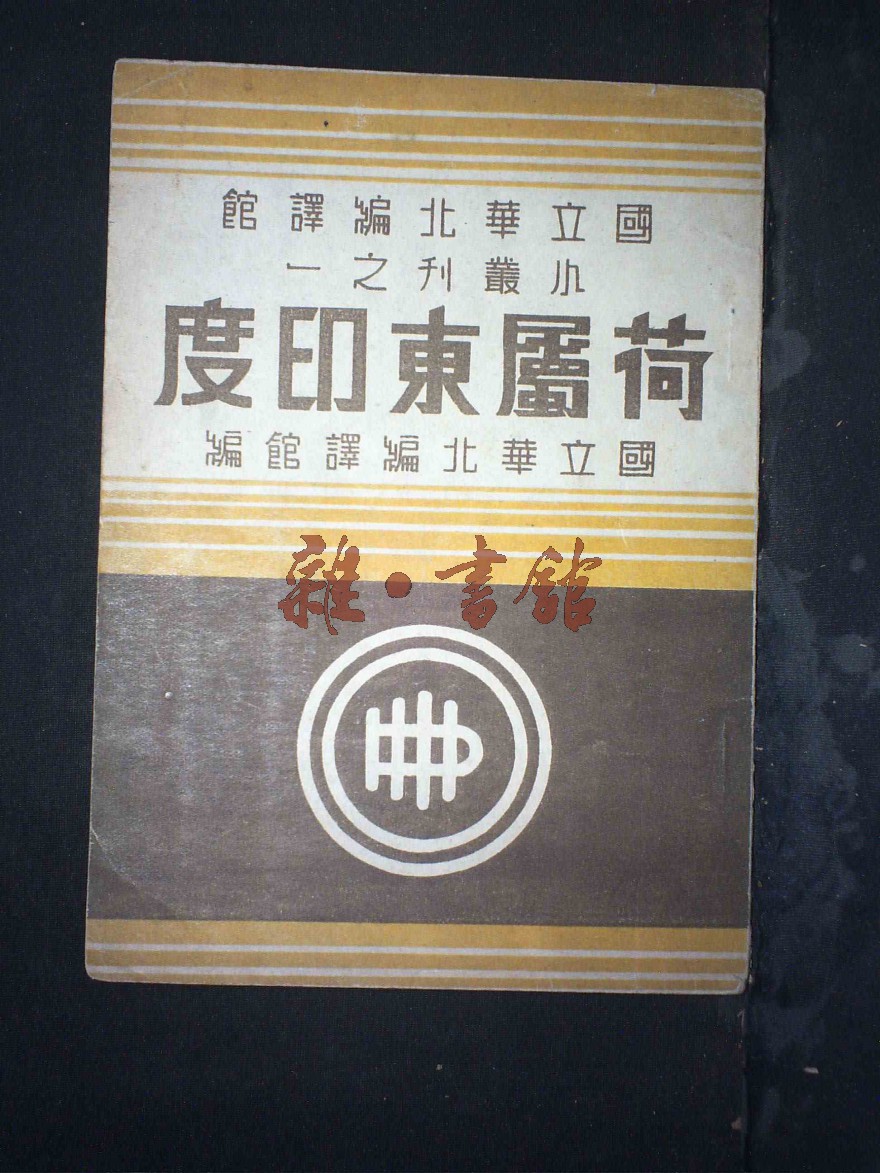 國立華北編譯館
小叢刊之一
荷屬東印度
國立華北編譯館編
雜·書館